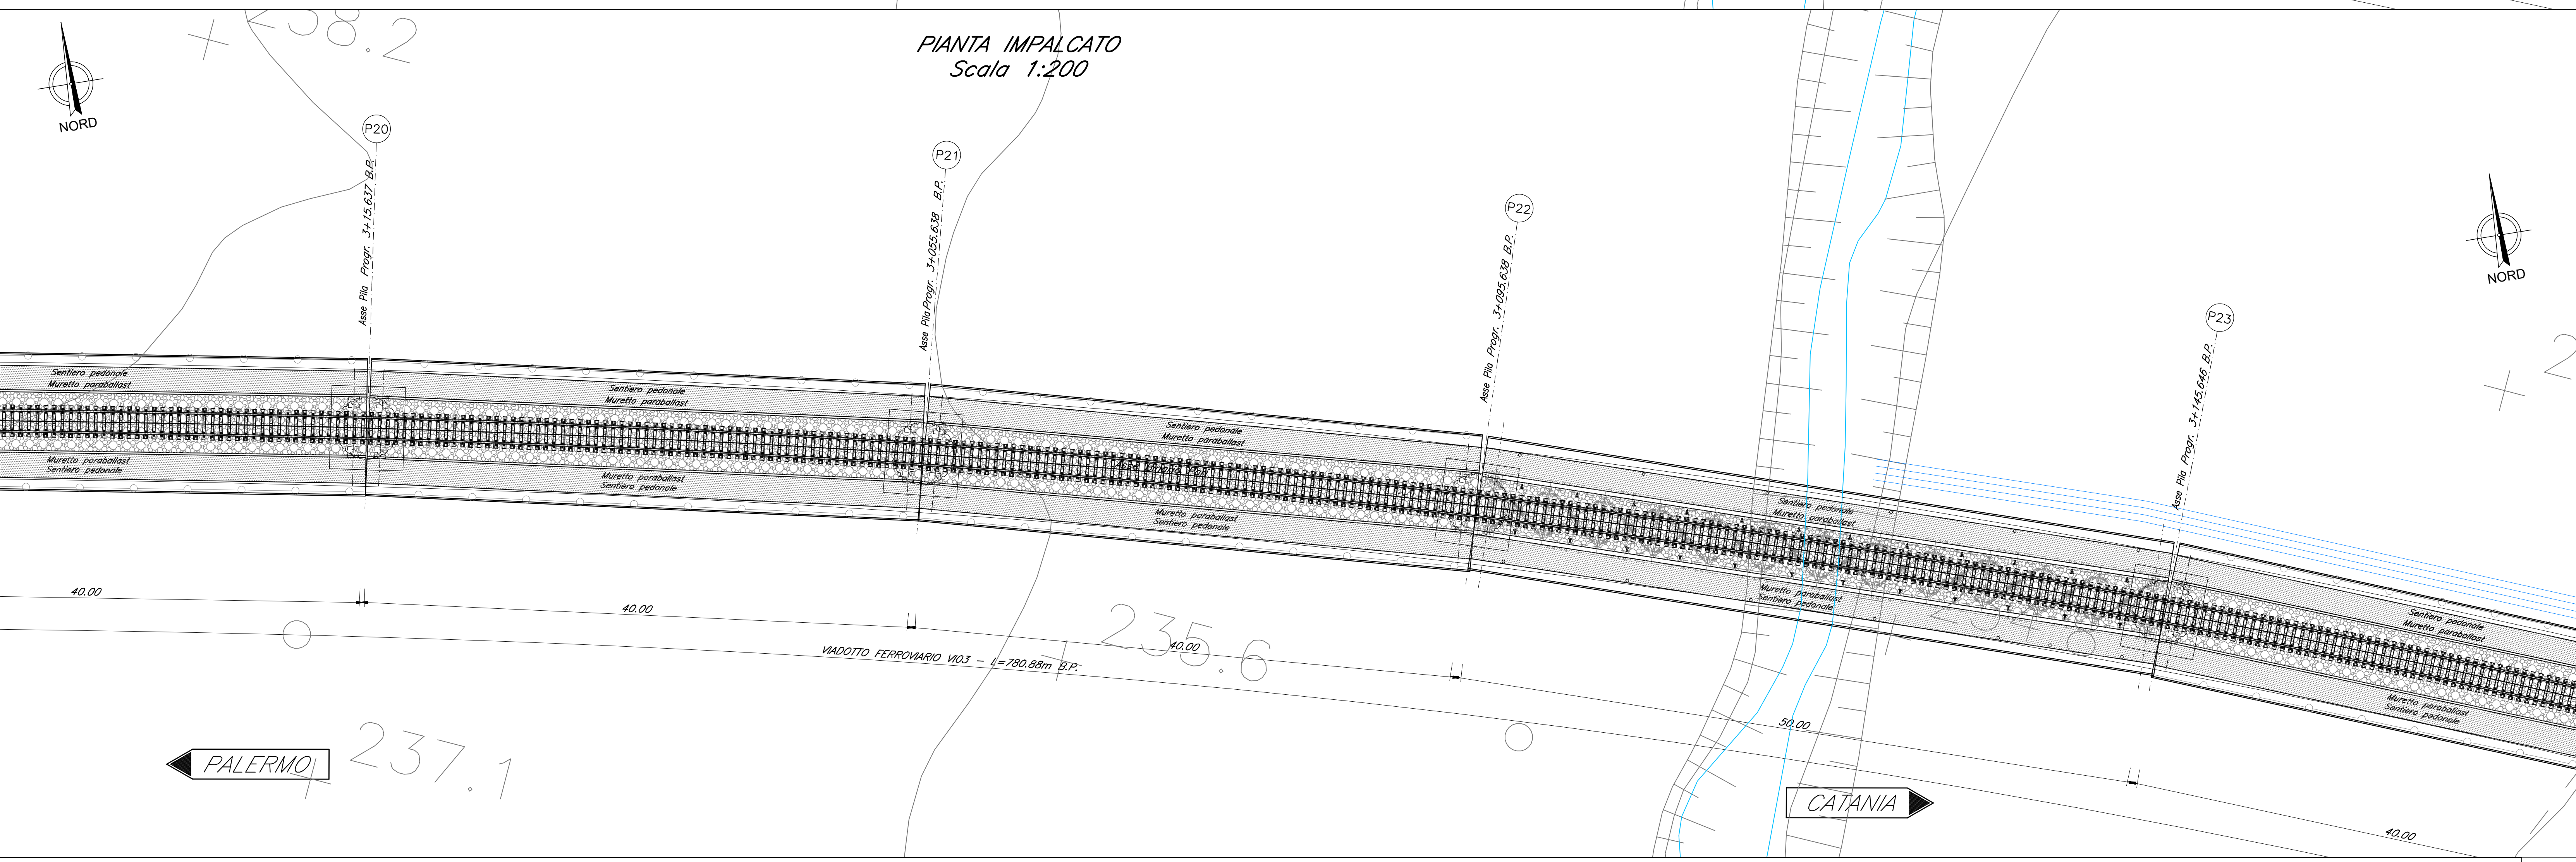 238.2
PIANTA IMPALCATO
Scala 1:200
NORD
P20
P21
P22
P23
NORD
Asse Pila Progr. 3+15.637 B.P.
Asse Pila Progr. 3+055.638 B.P.
Asse Pila Progr. 3+095.638 B.P.
Asse Pila Progr. 3+145.646 B.P.
2
Sentiero pedonale
Muretto paraballast
Muretto paraballast
Sentiero pedonale
Sentiero pedonale
Muretto paraballast
Muretto paraballast
Sentiero pedonale
Sentiero pedonale
Muretto paraballast
Muretto paraballast
Sentiero pedonale
Sentiero pedonale
Muretto paraballast
Muretto paraballast
Sentiero pedonale
Sentiero pedonale
Muretto paraballast
Muretto paraballast
Sentiero pedonale
40.00
40.00
40.00
50.00
40.00
235.6
VIADOTTO FERROVIARIO VI03 - L=780.88m B.P.
237.1
PALERMO
CATANIA